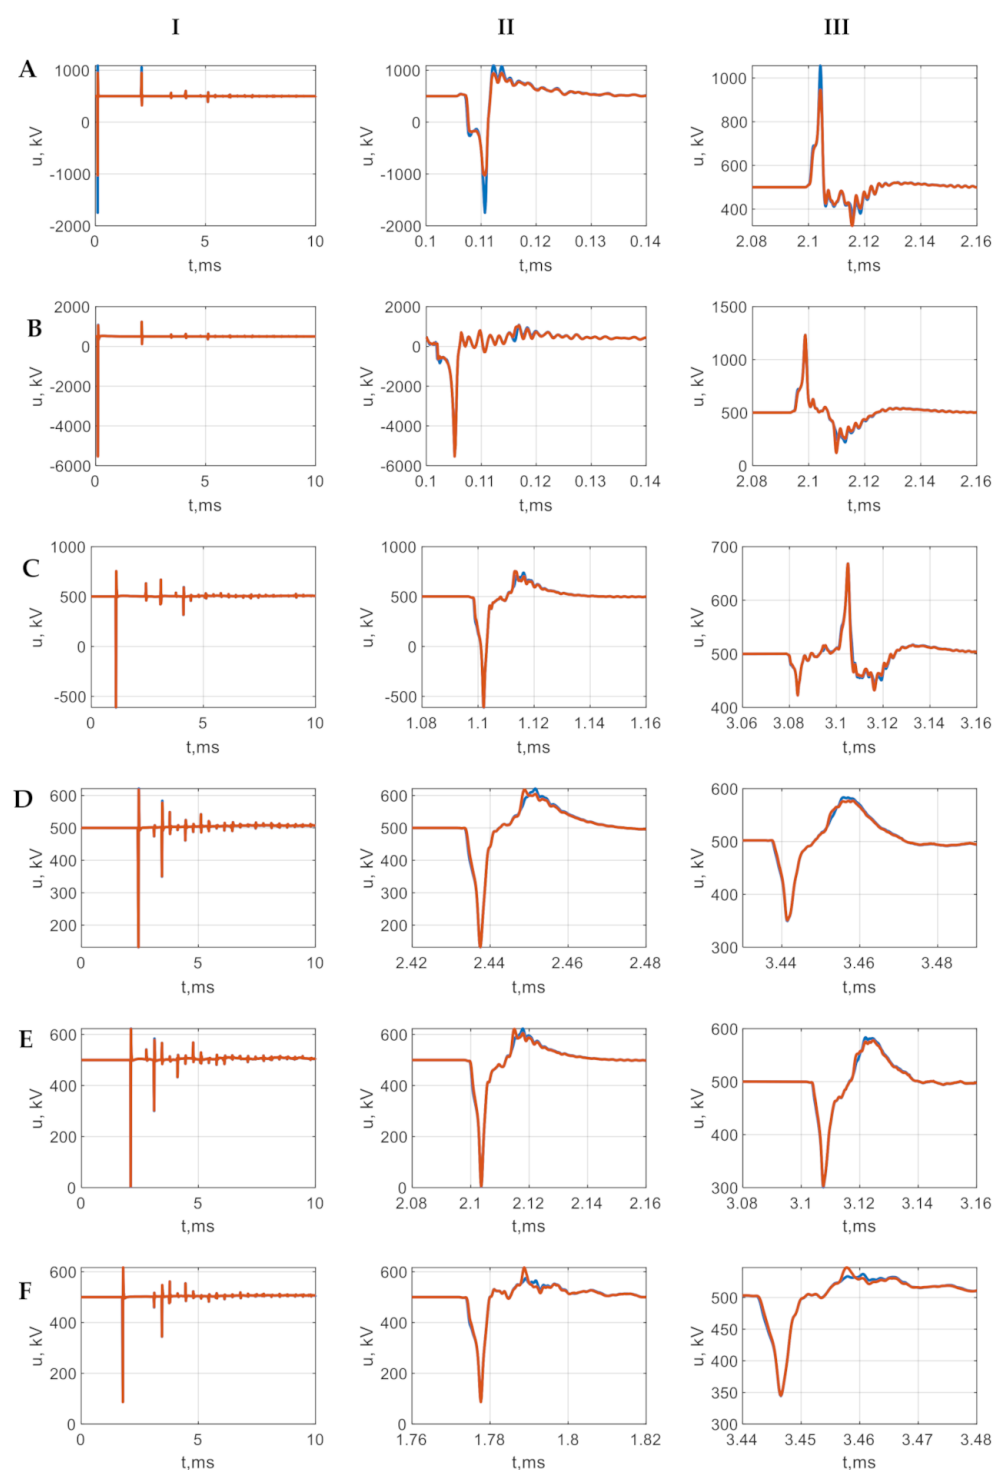 I II III
A
u, kV
1000
0
-1000
-2000
0 5 10
t,ms
u, kV
1000
0
-1000
-2000
0.1 0.11 0.12 0.13 0.14
t,ms
u, kV
1000
800
600
400
2.08 2.1 2.12 2.14 2.16
t,ms
B
u, kV
2000
0
-2000
-4000
-6000
0 5 10
t,ms
u, kV
2000
0
-2000
-4000
-6000
0.1 0.11 0.12 0.13 0.14
t,ms
u, kV
1500
1000
500
0
2.08 2.1 2.12 2.14 2.16
t,ms
C
u, kV
1000
500
0
-500
0 5 10
t,ms
u, kV
1000
500
0
-500
1.08 1.1 1.12 1.14 1.16
t,ms
u, kV
700
600
500
400
3.06 3.08 3.1 3.12 3.14 3.16
t,ms
D
u, kV
600
500
400
300
200
0 5 10
t,ms
u, kV
600
500
400
300
200
2.42 2.44 2.46 2.48
t,ms
u, kV
600
500
400
300
3.44 3.46 3.48
t,ms
E
u, kV
600
400
200
0
0 5 10
t,ms
u, kV
600
400
200
0
2.08 2.1 2.12 2.14 2.16
t,ms
u, kV
600
500
400
300
3.08 3.1 3.12 3.14 3.16
t,ms
F
u, kV
600
400
200
0
0 5 10
t,ms
u, kV
600
400
200
0
1.76 1.78 1.8 1.82
t,ms
u, kV
500
450
400
350
300
3.44 3.45 3.46 3.47 3.48
t,ms